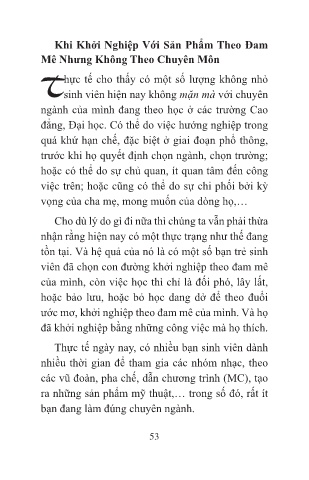 Khi Khởi Nghiệp Với Sản Phẩm Theo Đam
Mê Nhưng Không Theo Chuyên Môn
Thực tế cho thấy có một số lượng không nhỏ
sinh viên hiện nay không mặn mà với chuyên
ngành của mình đang theo học ở các trường Cao
đẳng, Đại học. Có thể do việc hướng nghiệp trong
quá khứ hạn chế, đặc biệt ở giai đoạn phổ thông,
trước khi họ quyết định chọn ngành, chọn trường;
hoặc có thể do sự chủ quan, ít quan tâm đến công
việc trên; hoặc cũng có thể do sự chi phối bởi kỳ
vọng của cha mẹ, mong muốn của dòng họ,…
Cho dù lý do gì đi nữa thì chúng ta vẫn phải thừa
nhận rằng hiện nay có một thực trạng như thế đang
tồn tại. Và hệ quả của nó là có một số bạn trẻ sinh
viên đã chọn con đường khởi nghiệp theo đam mê
của mình, còn việc học thì chỉ là đối phó, lây lất,
hoặc bảo lưu, hoặc bỏ học dang dở để theo đuổi
ước mơ, khởi nghiệp theo đam mê của mình. Và họ
đã khởi nghiệp bằng những công việc mà họ thích.
Thực tế ngày nay, có nhiều bạn sinh viên dành
nhiều thời gian để tham gia các nhóm nhạc, theo
các vũ đoàn, pha chế, dẫn chương trình (MC), tạo
ra những sản phẩm mỹ thuật,… trong số đó, rất ít
bạn đang làm đúng chuyên ngành.
53